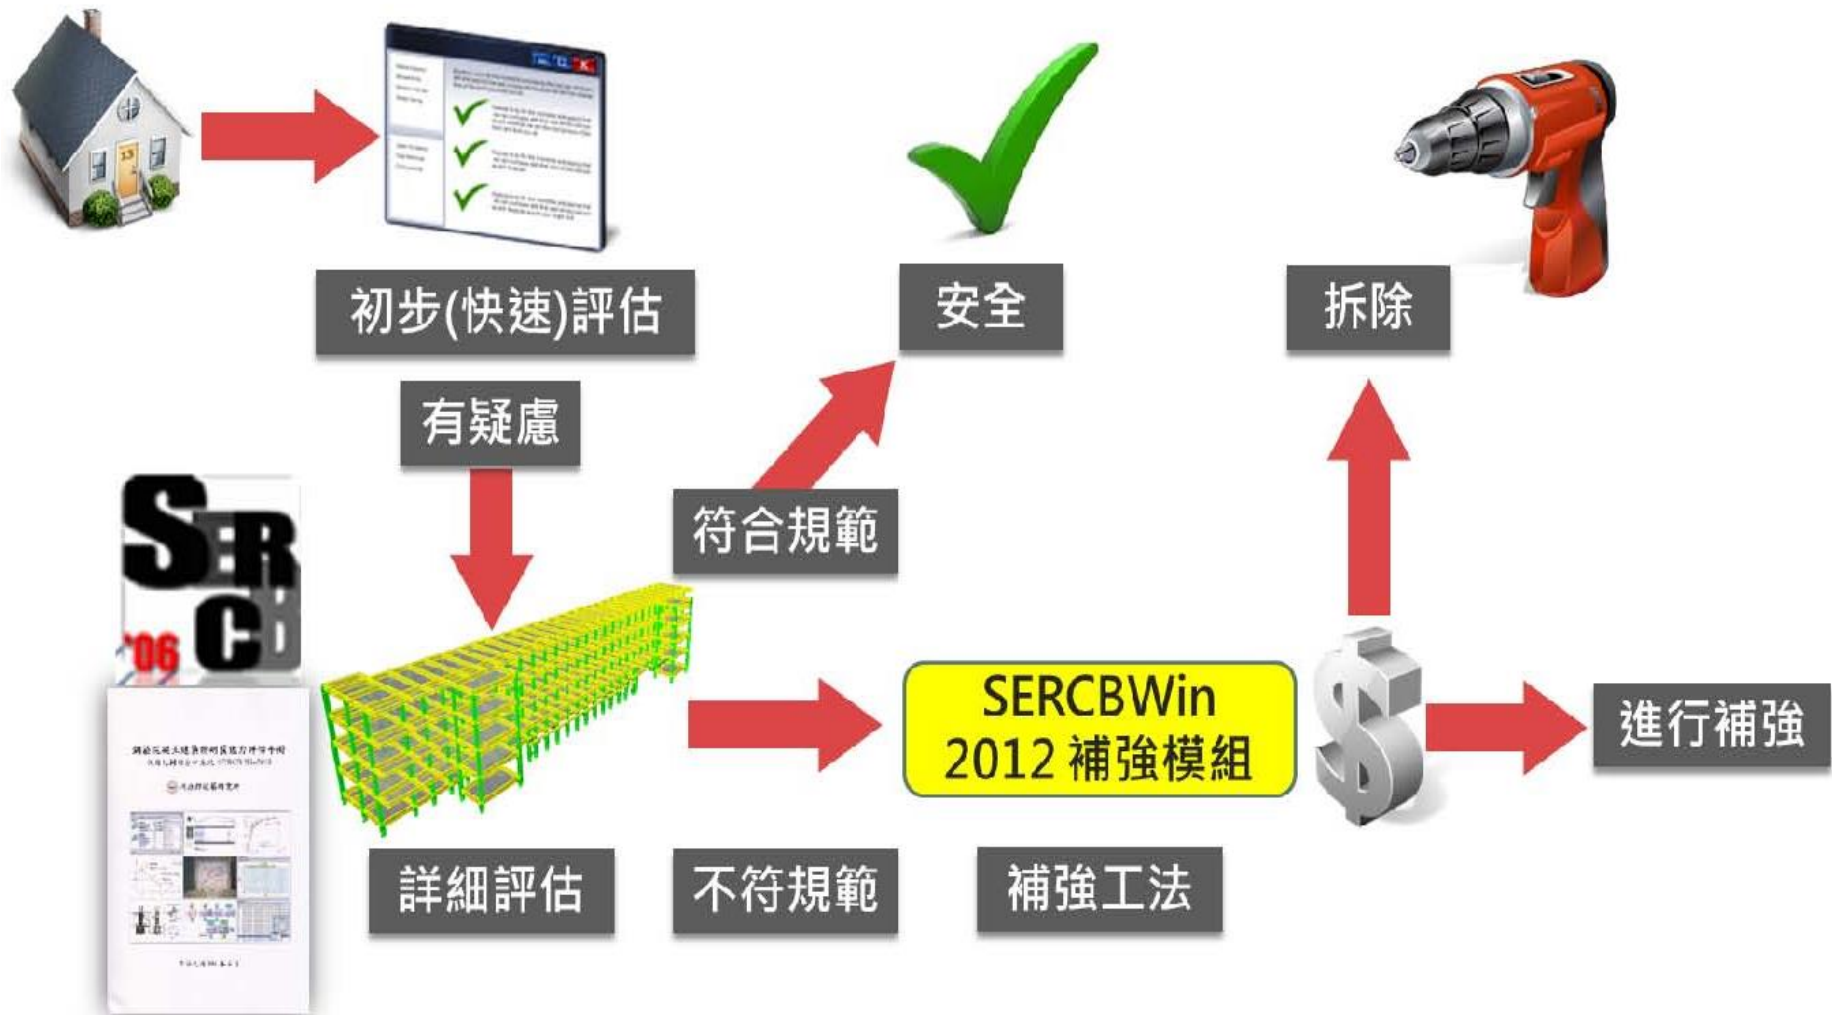 13
初步(快速)評估
安全
拆除
有疑慮
符合規範
SERCB
'06
SERCBWin
2012 補強模組
進行補強
詳細評估
不符規範
補強工法